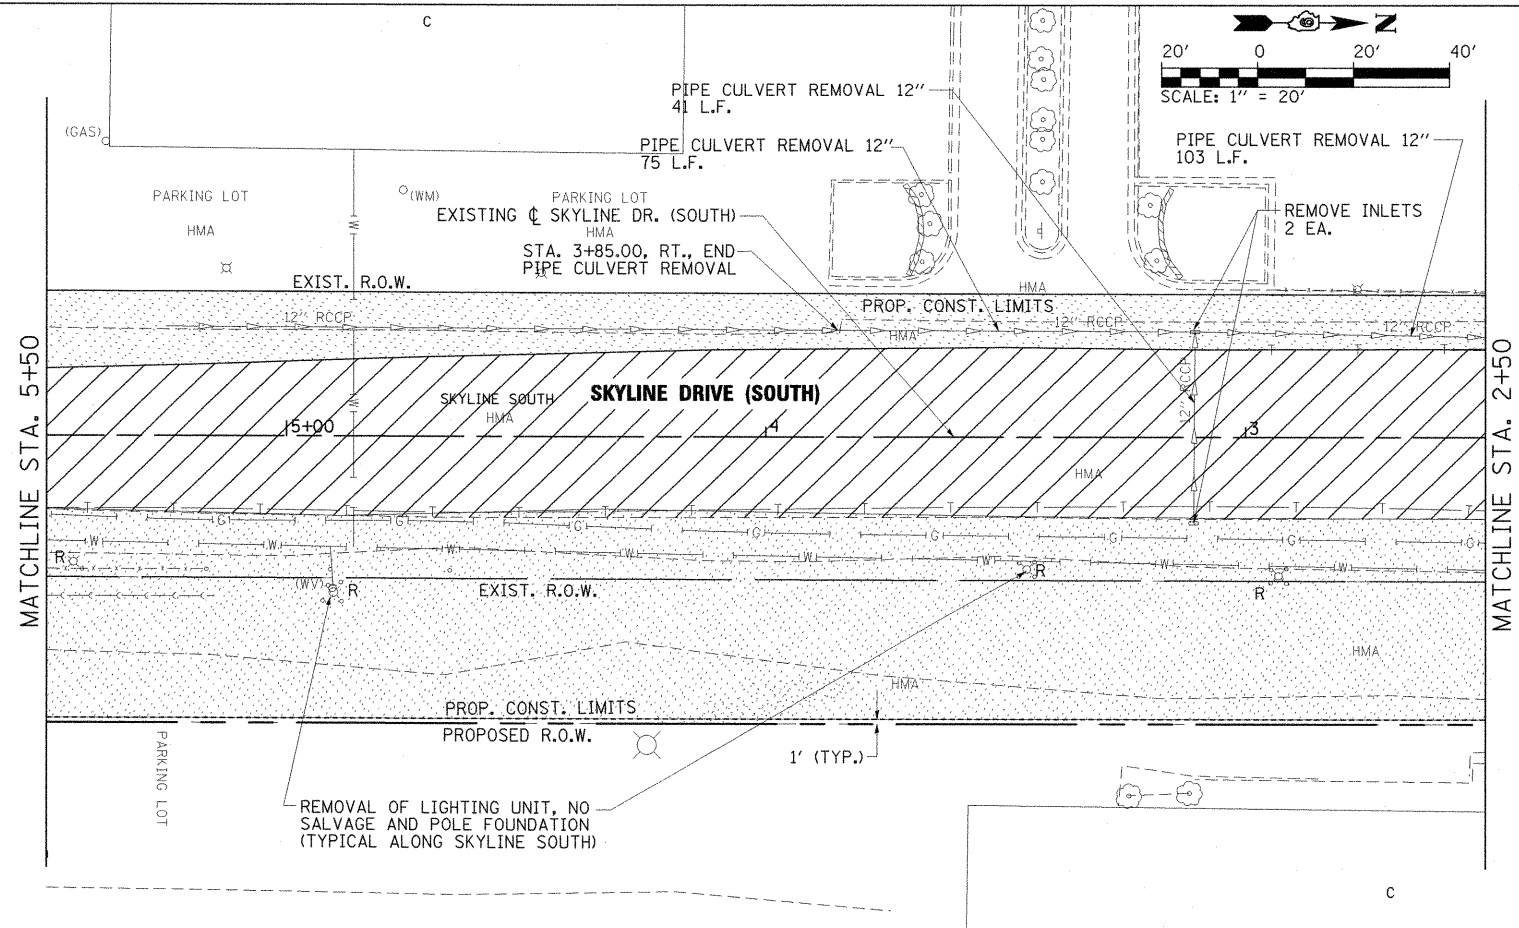 C
N
20' 0 20' 40'
SCALE: 1" = 20'
PIPE CULVERT REMOVAL 12"
41 L.F.
(GAS)
PIPE CULVERT REMOVAL 12"
75 L.F.
PIPE CULVERT REMOVAL 12"
103 L.F.
PARKING LOT
HMA
(WM)
PARKING LOT
HMA
EXISTING ℄ SKYLINE DR. (SOUTH)
STA. 3+85.00, RT., END
PIPE CULVERT REMOVAL
REMOVE INLETS
2 EA.
EXIST. R.O.W.
HMA
PROP. CONST. LIMITS
12" RCCP
HMA
12" RCCP
12" RCCP
T T T
W
W
12" RCCP
MATCHLINE STA. 5+50
MATCHLINE STA. 2+50
SKYLINE SOUTH
HMA
SKYLINE DRIVE (SOUTH)
5+00
4
3
HMA
T T T T T T T T T T T T T T T T T
G G G G G G G G
W W W W W W W W
R
(WV)
R
R
R
EXIST. R.O.W.
HMA
HMA
PROP. CONST. LIMITS
PROPOSED R.O.W.
1' (TYP.)
PARKING LOT
REMOVAL OF LIGHTING UNIT, NO
SALVAGE AND POLE FOUNDATION
(TYPICAL ALONG SKYLINE SOUTH)
C